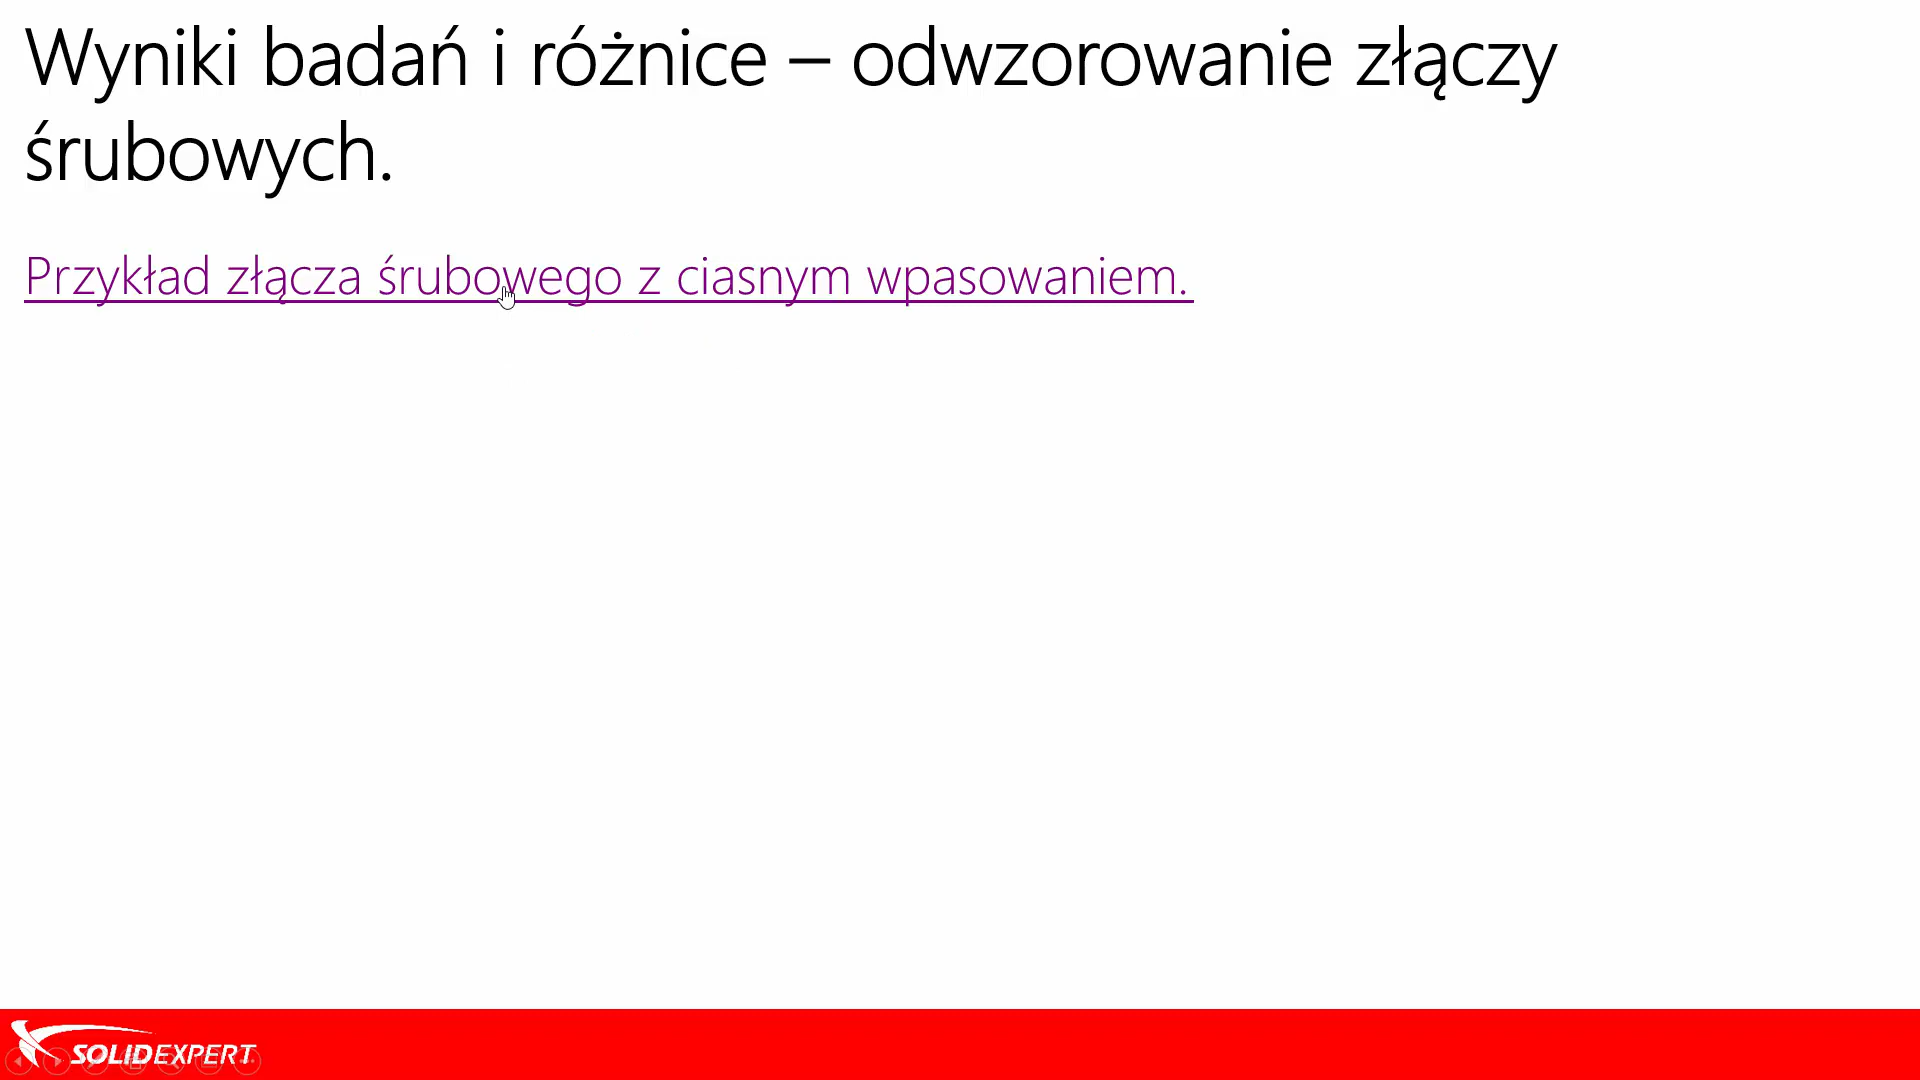 Wyniki badań i różnice – odwzorowanie złączy
śrubowych.
Przykład złącza śrubowego z ciasnym wpasowaniem.
SOLIDEXPERT